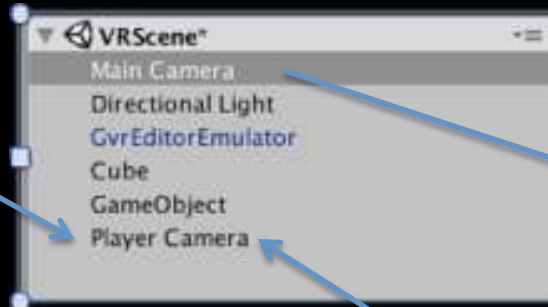 VRScene*
Main Camera
Directional Light
GvrEditorEmulator
Cube
GameObject
Player Camera